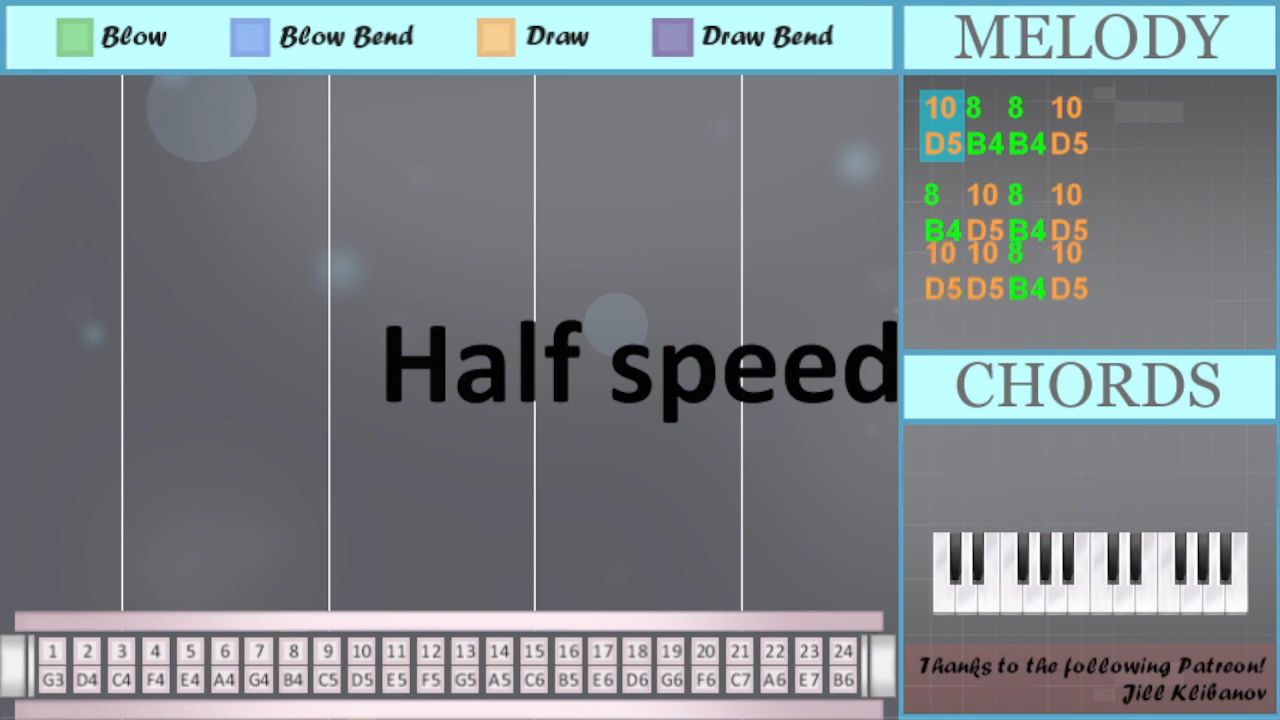 Blow Blow Bend Draw Draw Bend
MELODY
10 8 8 10
D5 B4 B4 D5
8 10 8 10
B4 D5 B4 D5
10 10 8 10
D5 D5 B4 D5
Half speed
CHORDS
Thanks to the following Patreon!
Jill Klibanov
1 2 3 4 5 6 7 8 9 10 11 12 13 14 15 16 17 18 19 20 21 22 23 24
G3 D4 C4 F4 E4 A4 G4 B4 C5 D5 E5 F5 G5 A5 C6 B5 E6 D6 G6 F6 C7 A6 E7 B6